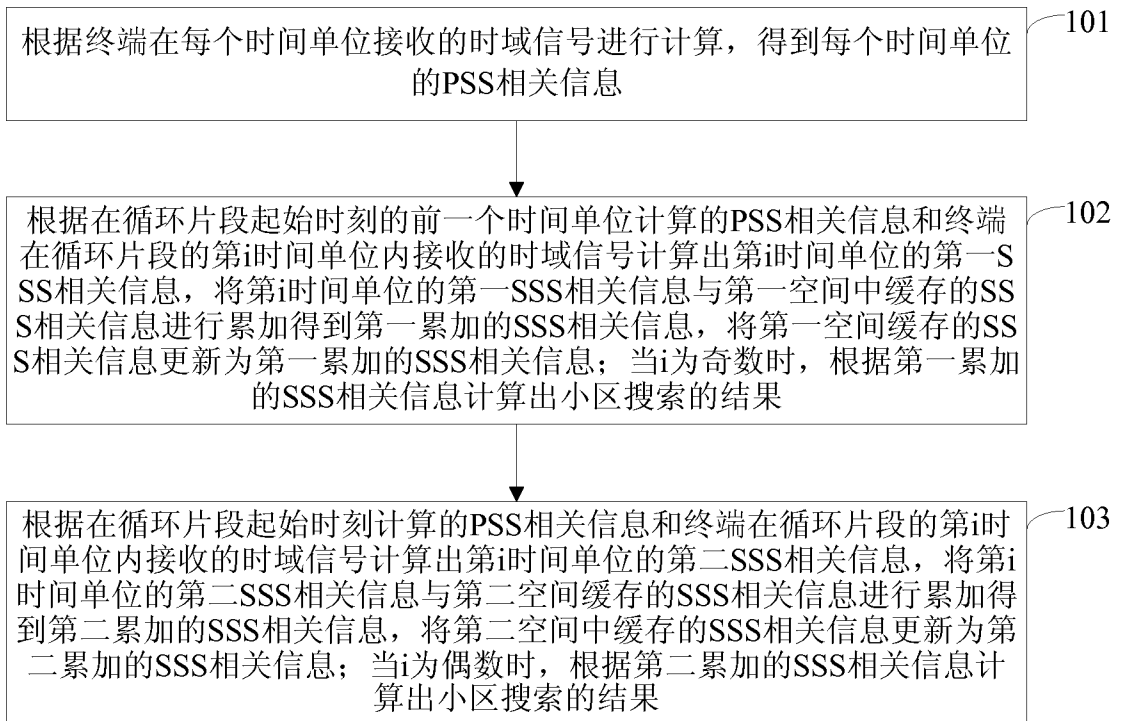 根据终端在每个时间单位接收的时域信号进行计算，得到每个时间单位
的PSS相关信息
101
根据在循环片段起始时刻的前一个时间单位计算的PSS相关信息和终端
在循环片段的第i时间单位内接收的时域信号计算出第i时间单位的第一S
SS相关信息，将第i时间单位的第一SSS相关信息与第一空间中缓存的SS
S相关信息进行累加得到第一累加的SSS相关信息，将第一空间缓存的SS
S相关信息更新为第一累加的SSS相关信息；当i为奇数时，根据第一累加
的SSS相关信息计算出小区搜索的结果
102
根据在循环片段起始时刻计算的PSS相关信息和终端在循环片段的第i时
间单位内接收的时域信号计算出第i时间单位的第二SSS相关信息，将第i
时间单位的第二SSS相关信息与第二空间缓存的SSS相关信息进行累加得
到第二累加的SSS相关信息，将第二空间中缓存的SSS相关信息更新为第
二累加的SSS相关信息；当i为偶数时，根据第二累加的SSS相关信息计
算出小区搜索的结果
103